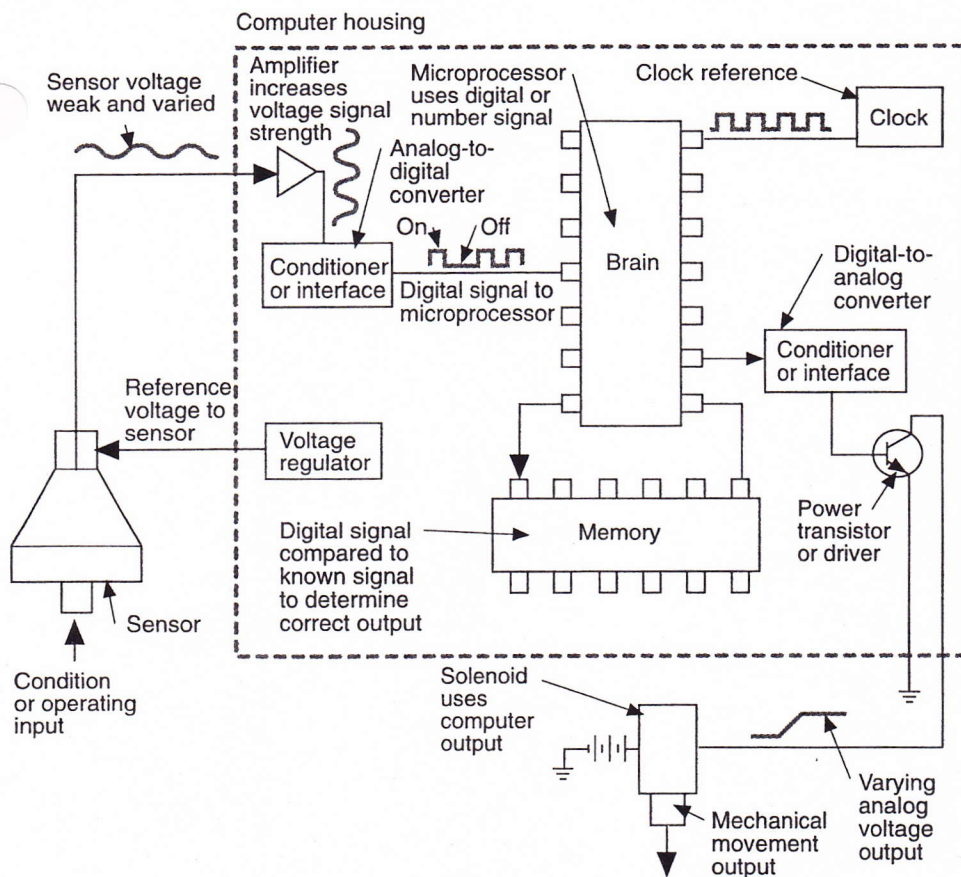 Computer housing
Sensor voltage
weak and varied
Amplifier
increases
voltage signal
strength
Microprocessor
uses digital or
number signal
Clock reference
Clock
Analog-to-
digital
converter
On
Off
Conditioner
or interface
Digital signal to
microprocessor
Brain
Digital-to-
analog
converter
Conditioner
or interface
Reference
voltage to
sensor
Voltage
regulator
Power
transistor
or driver
Digital signal
compared to
known signal
to determine
correct output
Memory
Sensor
Condition
or operating
input
Solenoid
uses
computer
output
Mechanical
movement
output
Varying
analog
voltage
output